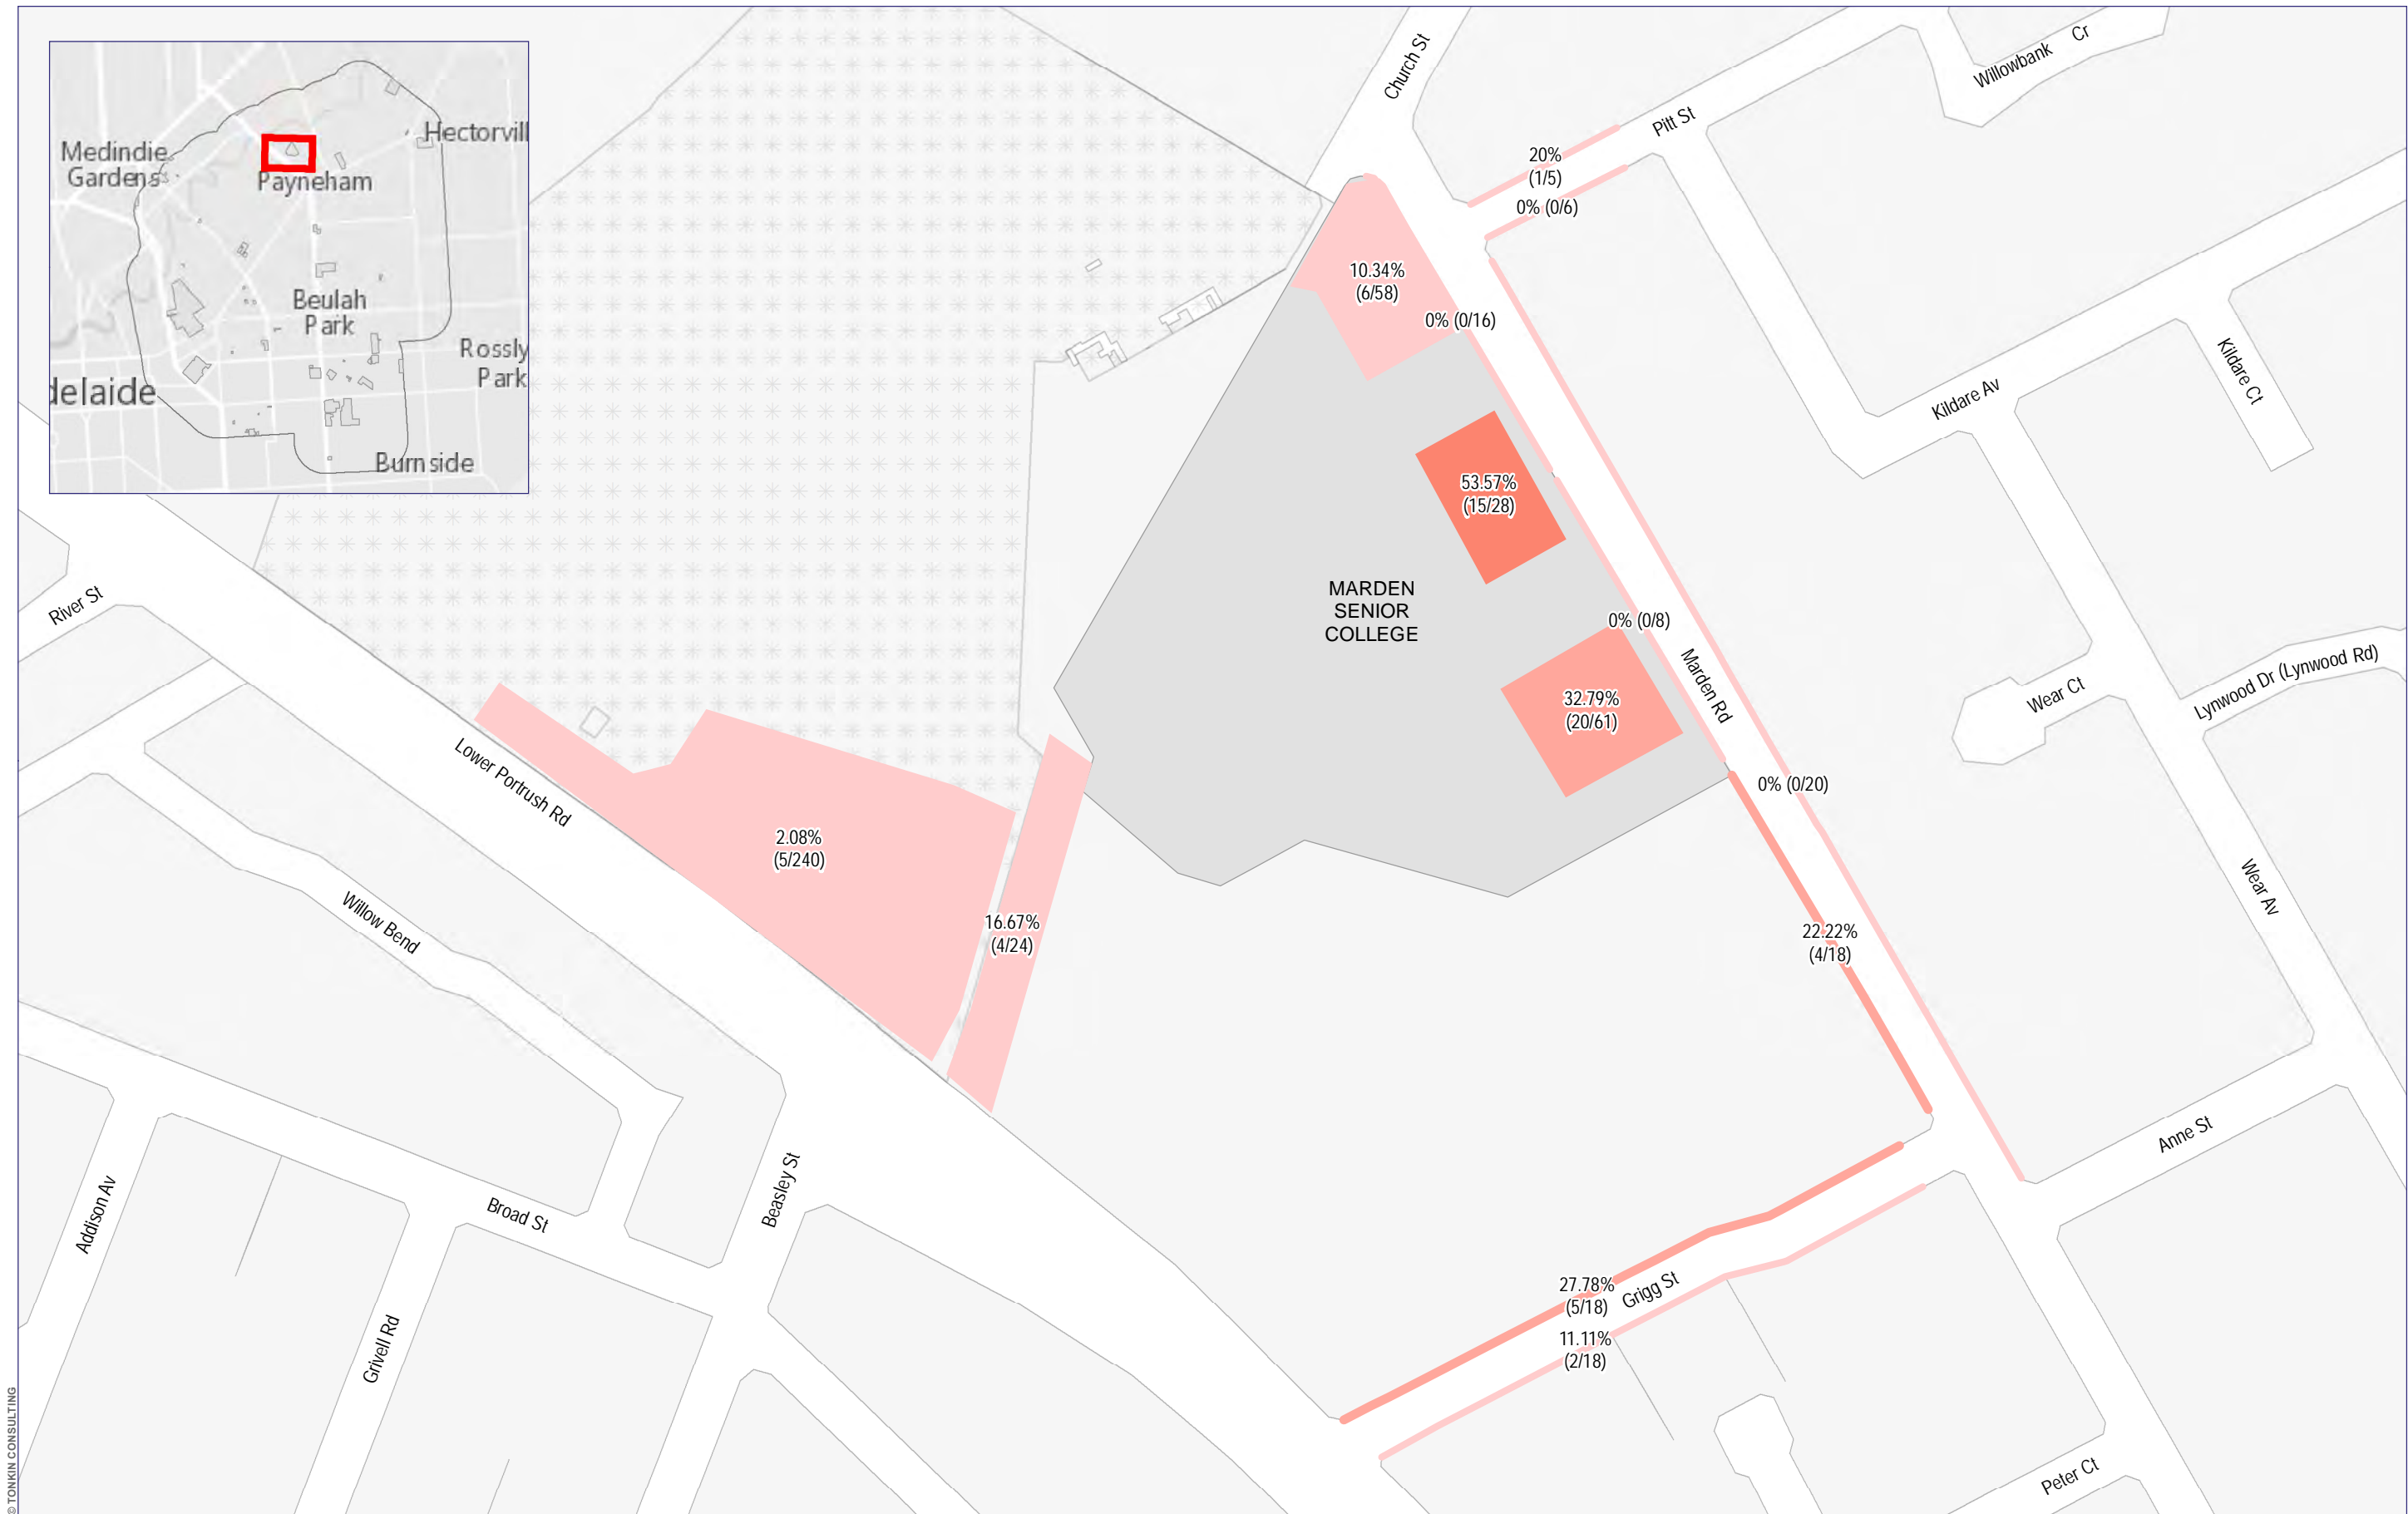 Church St
Willowbank Cr
Pitt St
Hectorvill
Medindie
Gardens
Payneham
Beulah
Park
Rossly
Park
delaide
Burnside
20%
(1/5)
0% (0/6)
10.34%
(6/58)
0% (0/16)
Kildare Ct
Kildare Av
53.57%
(15/28)
MARDEN
SENIOR
COLLEGE
River St
0% (0/8)
Marden Rd
Lynwood Dr (Lynwood Rd)
Wear Ct
32.79%
(20/61)
Lower Portrush Rd
0% (0/20)
2.08%
(5/240)
16.67%
(4/24)
Wear Av
22.22%
(4/18)
Willow Bend
Anne St
Addison Av
Broad St
Beasley St
27.78%
(5/18)
Grigg St
11.11%
(2/18)
Grivell Rd
Peter Ct
© TONKIN CONSULTING